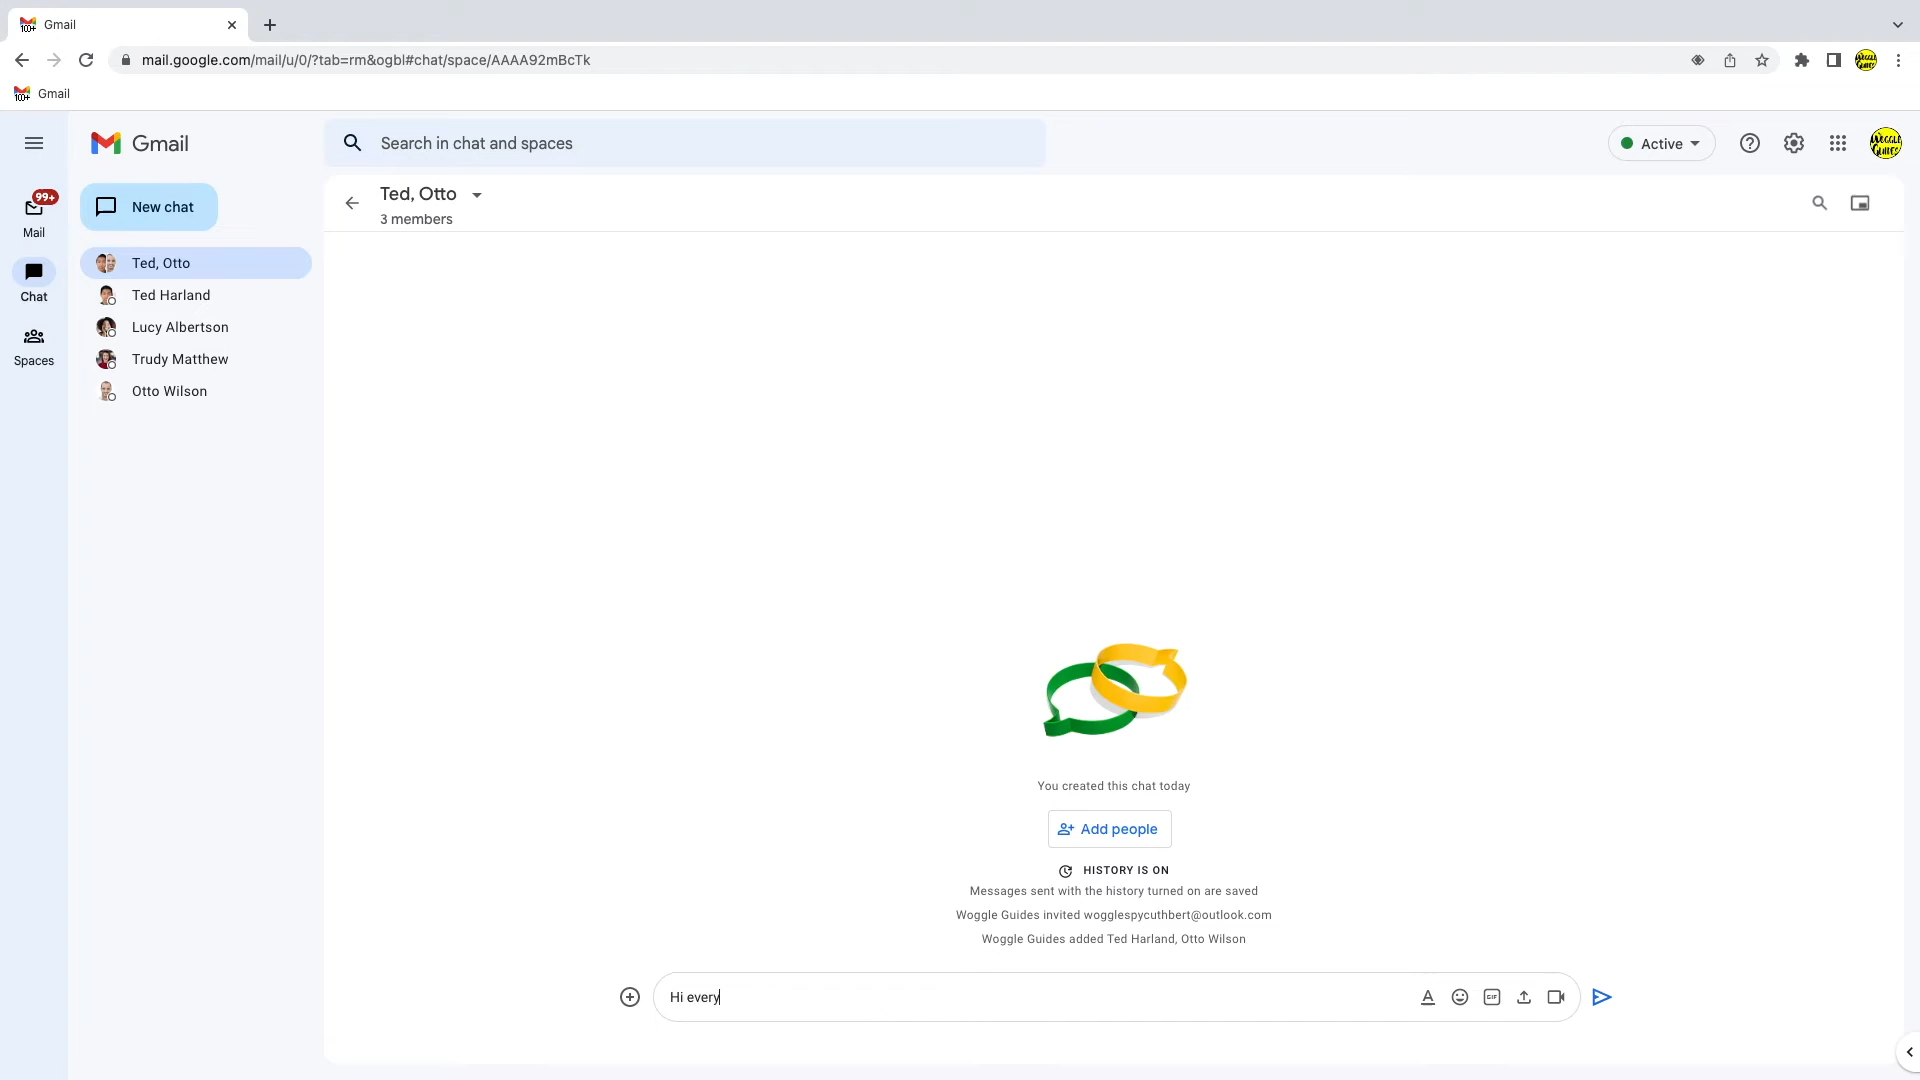 Gmail
mail.google.com/mail/u/0/?tab=rm&ogbl#chat/space/AAAA92mBcTk
Gmail
Gmail
Search in chat and spaces
Active
99+
Mail
New chat
Ted, Otto
3 members
Chat
Spaces
Ted, Otto
Ted Harland
Lucy Albertson
Trudy Matthew
Otto Wilson
You created this chat today
Add people
HISTORY IS ON
Messages sent with the history turned on are saved
Woggle Guides invited wogglespycuthbert@outlook.com
Woggle Guides added Ted Harland, Otto Wilson
Hi every
GIF